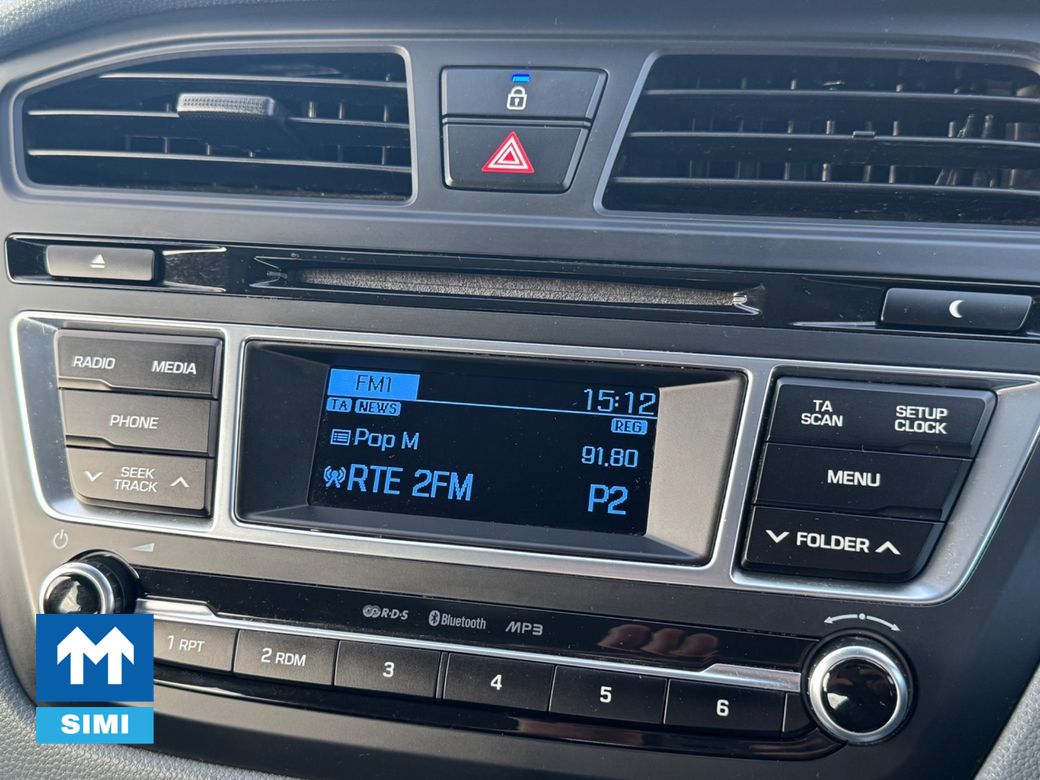 RADIO MEDIA
PHONE
SEEK
TRACK
FM1 15:12
TA NEWS REG
Pop M 91.80
RTE 2FM P2
TA
SCAN
SETUP
CLOCK
MENU
FOLDER
R·D·S Bluetooth MP3
1 RPT 2 RDM 3 4 5 6
SIMI